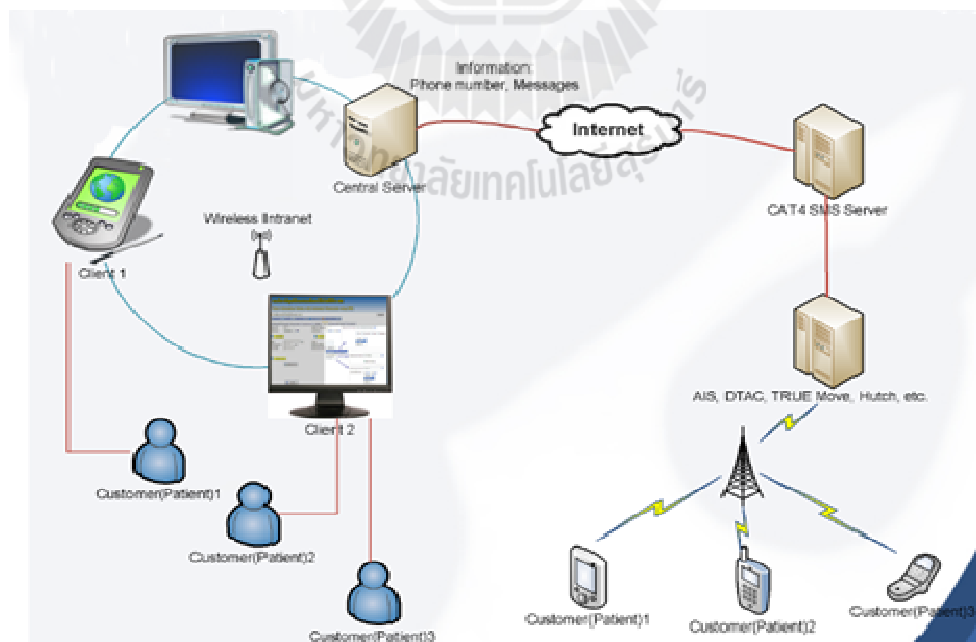 Information:
Phone number, Messages
Internet
Central Server
CAT4 SMS Server
Wireless Intranet
((o))
Client 1
Client 2
AIS, DTAC, TRUE Move, Hutch, etc.
Customer(Patient)1
Customer(Patient)2
Customer(Patient)3
Customer(Patient)1
Customer(Patient)2
Customer(Patient)3